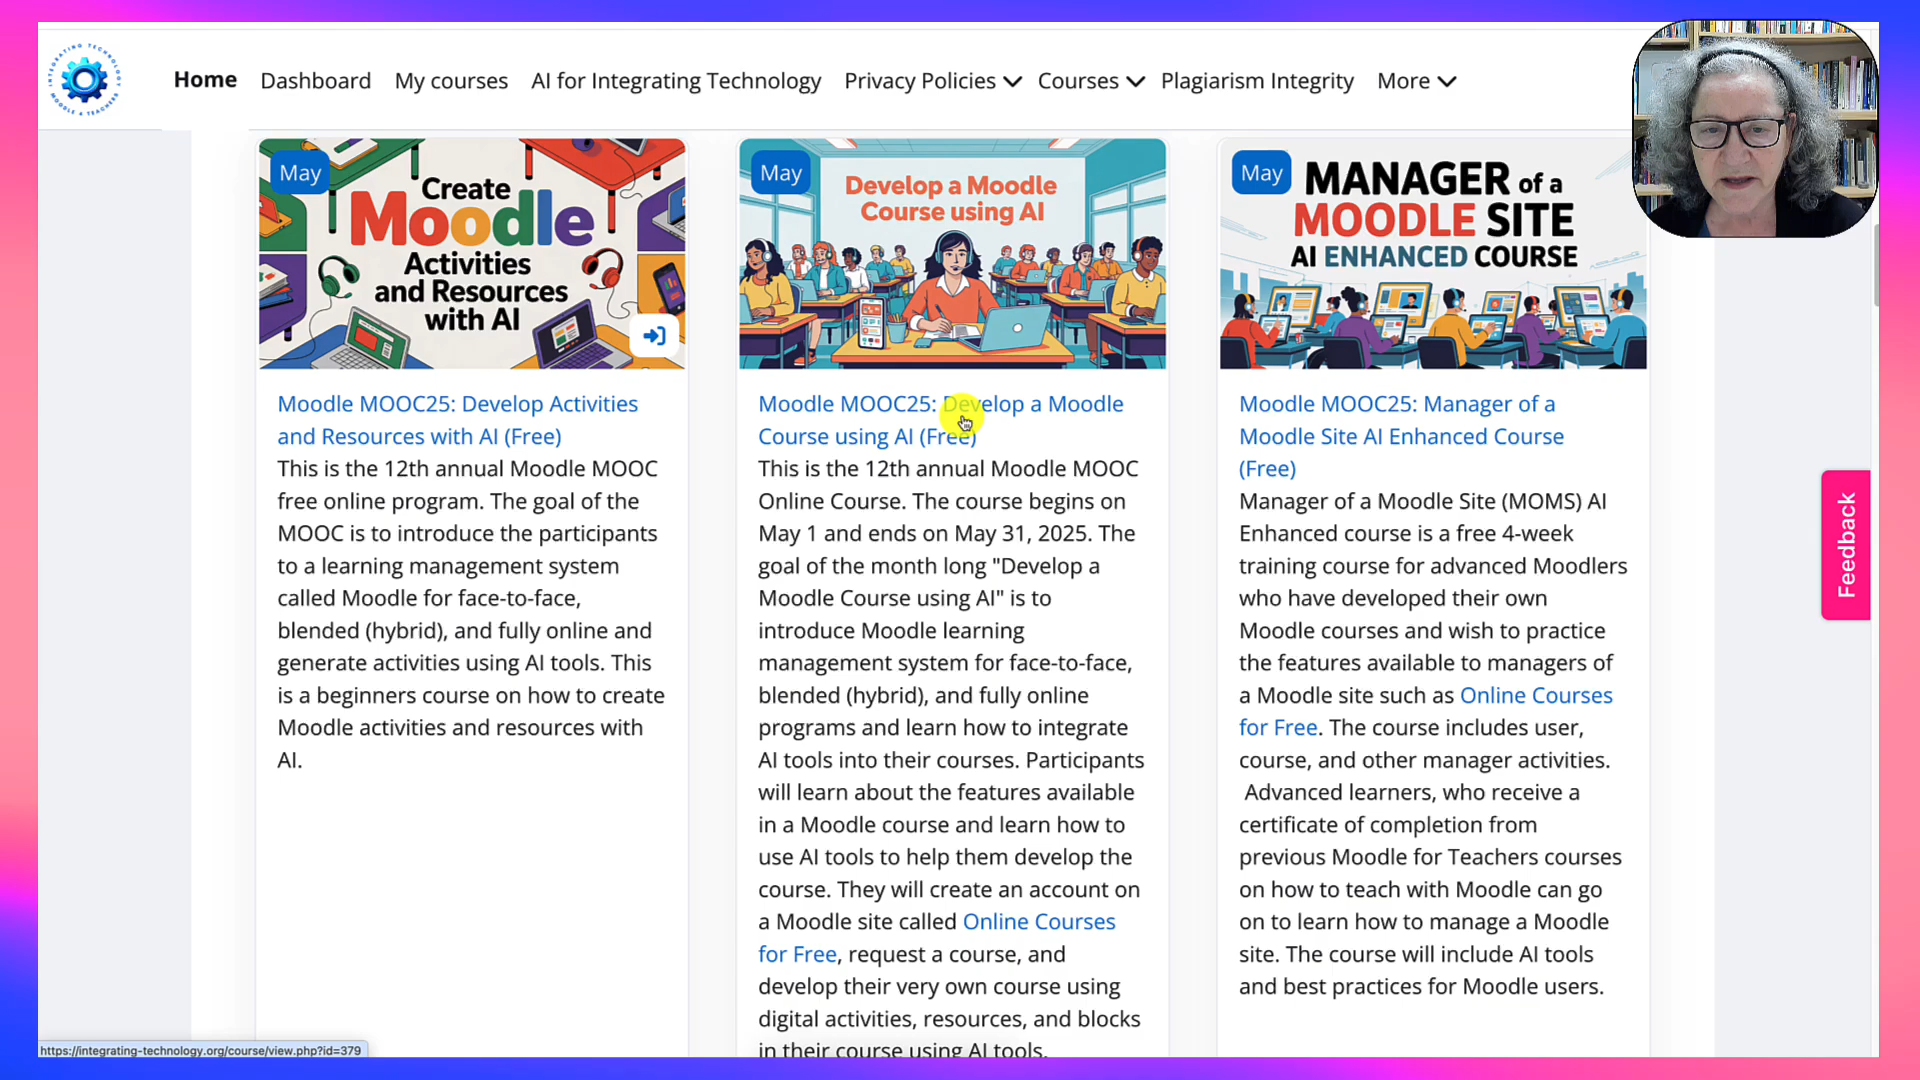 INTEGRATING TECHNOLOGY
MOODLE 4 TEACHERS
Home
Dashboard
My courses
AI for Integrating Technology
Privacy Policies
Courses
Plagiarism Integrity
More
May
Create
Moodle
Activities
and Resources
with AI
Moodle MOOC25: Develop Activities
and Resources with AI (Free)
This is the 12th annual Moodle MOOC
free online program. The goal of the
MOOC is to introduce the participants
to a learning management system
called Moodle for face-to-face,
blended (hybrid), and fully online and
generate activities using AI tools. This
is a beginners course on how to create
Moodle activities and resources with
AI.
May
Develop a Moodle
Course using AI
Moodle MOOC25: Develop a Moodle
Course using AI (Free)
This is the 12th annual Moodle MOOC
Online Course. The course begins on
May 1 and ends on May 31, 2025. The
goal of the month long "Develop a
Moodle Course using AI" is to
introduce Moodle learning
management system for face-to-face,
blended (hybrid), and fully online
programs and learn how to integrate
AI tools into their courses. Participants
will learn about the features available
in a Moodle course and learn how to
use AI tools to help them develop the
course. They will create an account on
a Moodle site called Online Courses
for Free, request a course, and
develop their very own course using
digital activities, resources, and blocks
in their course using AI tools.
May
MANAGER of a
MOODLE SITE
AI ENHANCED COURSE
Moodle MOOC25: Manager of a
Moodle Site AI Enhanced Course
(Free)
Manager of a Moodle Site (MOMS) AI
Enhanced course is a free 4-week
training course for advanced Moodlers
who have developed their own
Moodle courses and wish to practice
the features available to managers of
a Moodle site such as Online Courses
for Free. The course includes user,
course, and other manager activities.
Advanced learners, who receive a
certificate of completion from
previous Moodle for Teachers courses
on how to teach with Moodle can go
on to learn how to manage a Moodle
site. The course will include AI tools
and best practices for Moodle users.
Feedback
https://integrating-technology.org/course/view.php?id=379